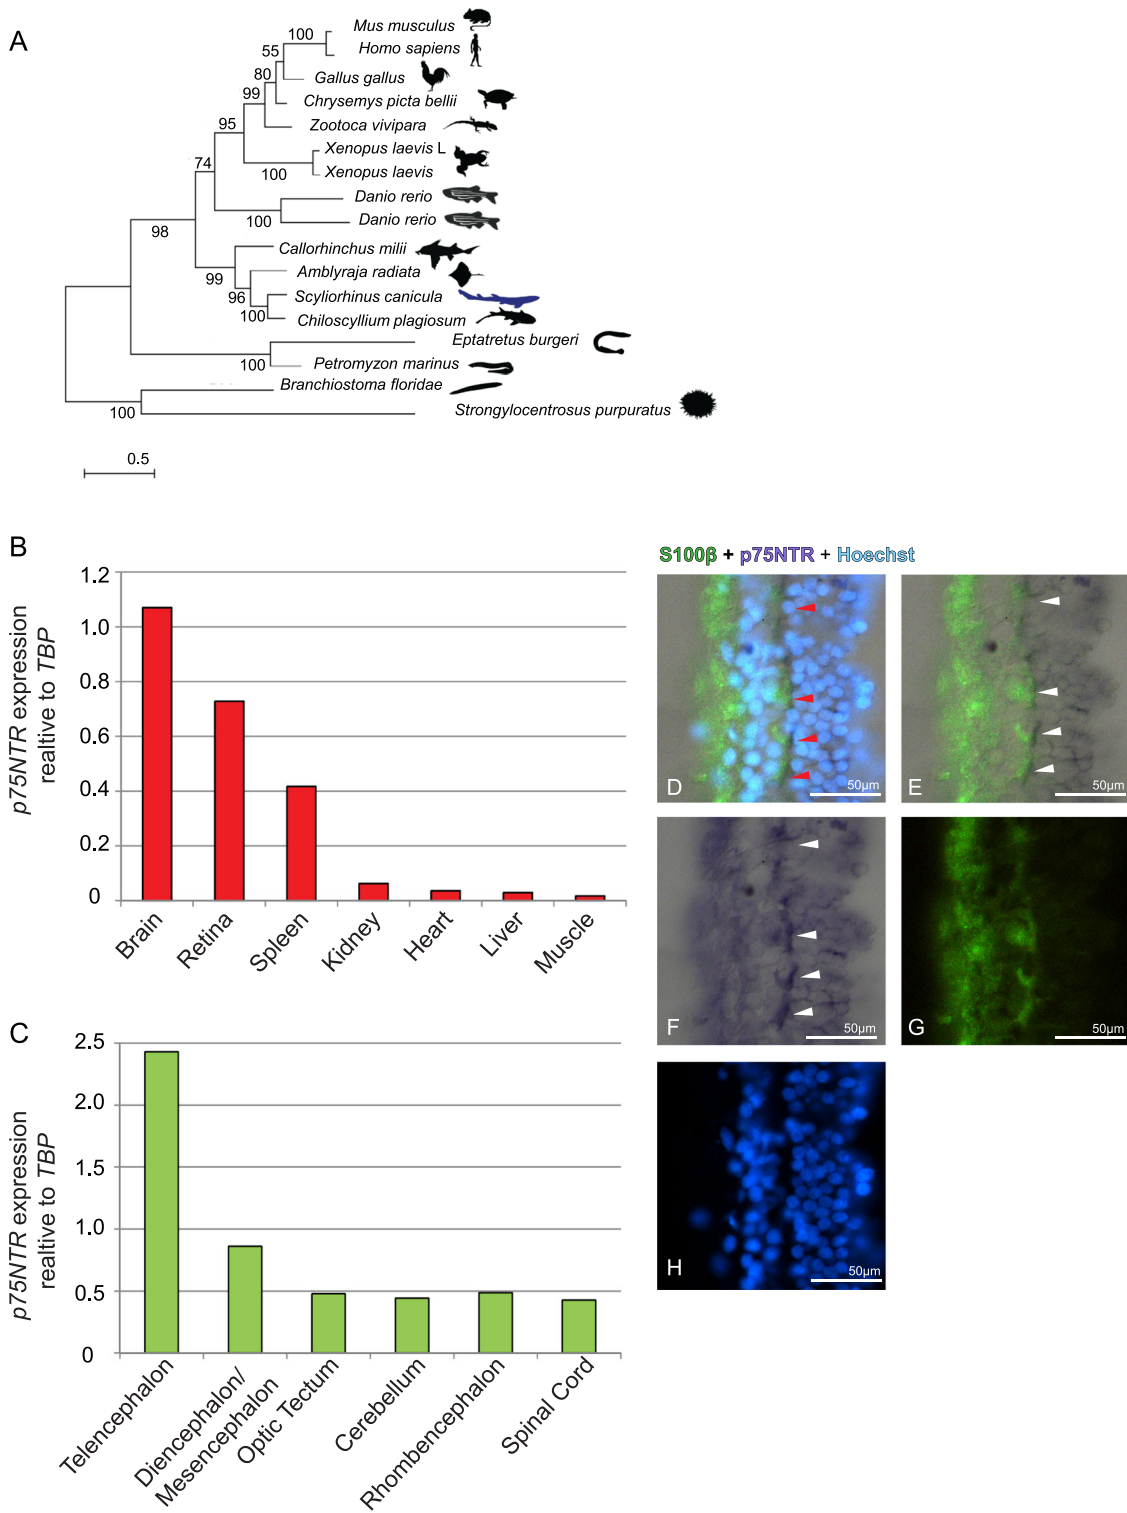 A
Mus musculus
100
Homo sapiens
55
80
Gallus gallus
99
Chrysemys picta bellii
95
Zootoca vivipara
Xenopus laevis L
74
100
Xenopus laevis
Danio rerio
100
Danio rerio
98
Callorhinchus milii
99
Amblyraja radiata
96
Scyliorhinus canicula
100
Chiloscyllium plagiosum
Eptatretus burgeri
100
Petromyzon marinus
Branchiostoma floridae
100
Strongylocentrosus purpuratus
0.5
B
p75NTR expression
realtive to TBP
1.2
1.0
0.8
0.6
0.4
0.2
0
Brain
Retina
Spleen
Kidney
Heart
Liver
Muscle
C
p75NTR expression
realtive to TBP
2.5
2.0
1.5
1.0
0.5
0
Telencephalon
Diencephalon/
Mesencephalon
Optic Tectum
Cerebellum
Rhombencephalon
Spinal Cord
S100β + p75NTR + Hoechst
D
50µm
E
50µm
F
50µm
G
50µm
H
50µm